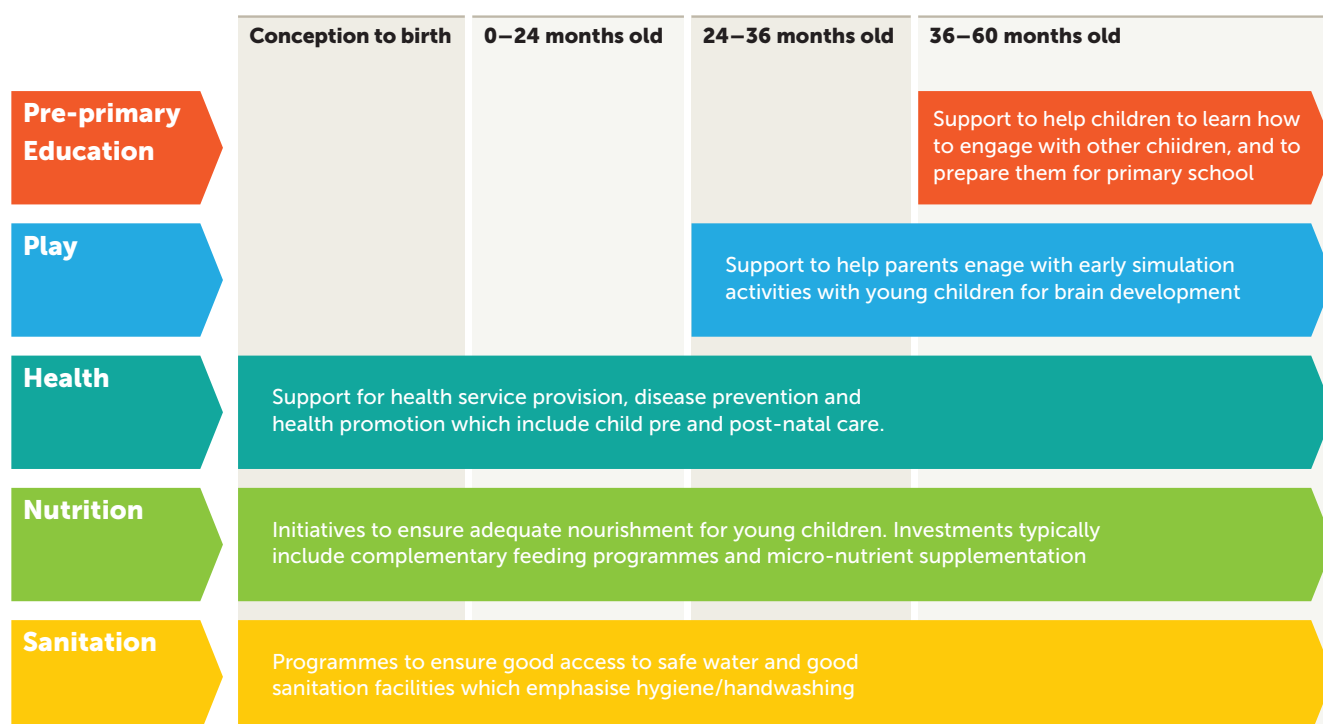 Conception to birth
0–24 months old
24–36 months old
36–60 months old
Pre-primary
Education
Support to help children to learn how
to engage with other chiidren, and to
prepare them for primary school
Play
Support to help parents enage with early simulation
activities with young children for brain development
Health
Support for health service provision, disease prevention and
health promotion which include child pre and post-natal care.
Nutrition
Initiatives to ensure adequate nourishment for young children. Investments typically
include complementary feeding programmes and micro-nutrient supplementation
Sanitation
Programmes to ensure good access to safe water and good
sanitation facilities which emphasise hygiene/handwashing